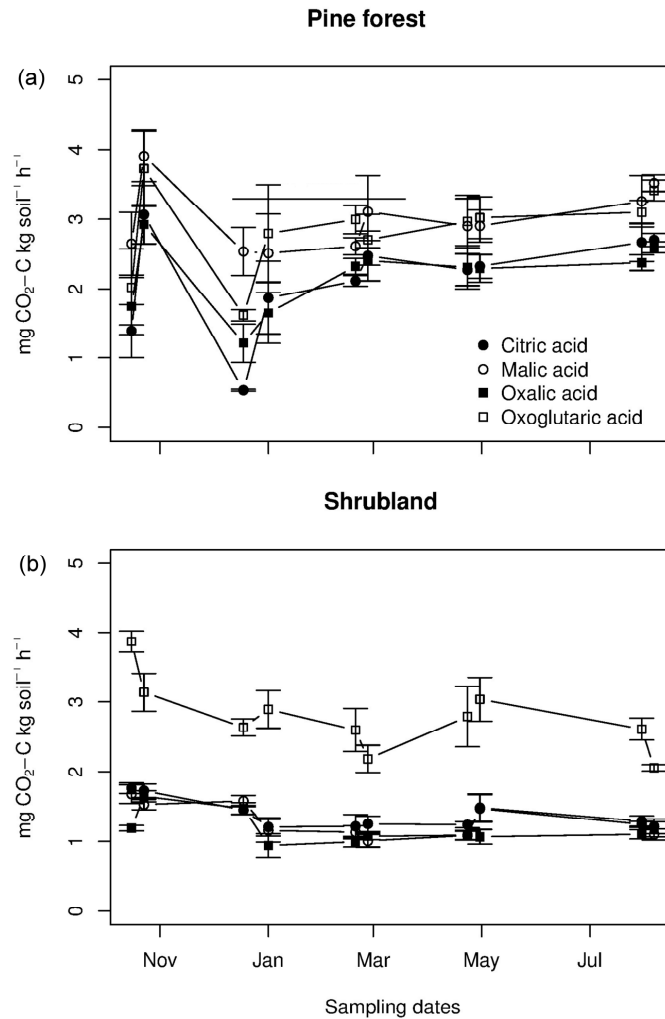 Pine forest
(a)
5
4
3
2
1
0
mg CO₂–C kg soil⁻¹ h⁻¹
Citric acid
Malic acid
Oxalic acid
Oxoglutaric acid
Shrubland
(b)
5
4
3
2
1
0
mg CO₂–C kg soil⁻¹ h⁻¹
Nov Jan Mar May Jul
Sampling dates